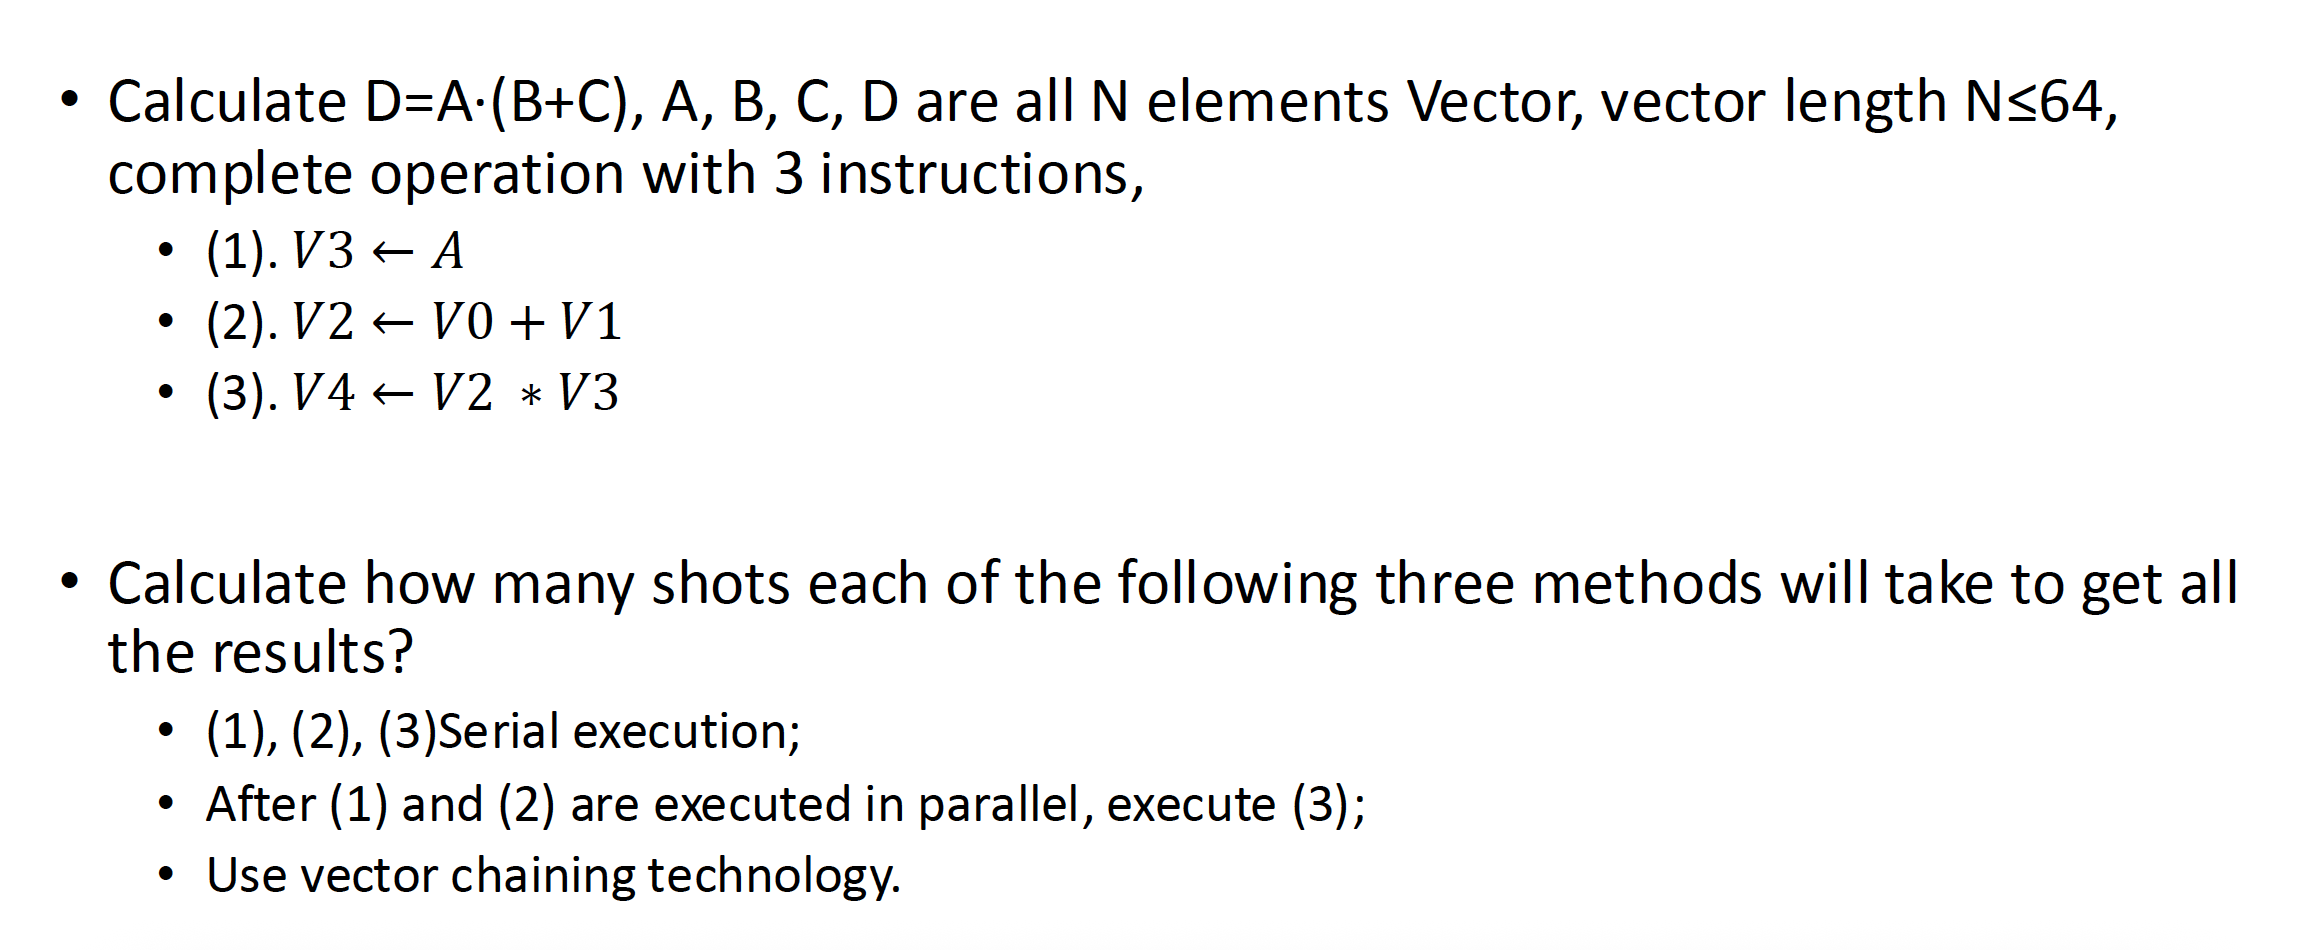 • Calculate D=A·(B+C), A, B, C, D are all N elements Vector, vector length N≤64,
complete operation with 3 instructions,
• (1). V3 ← A
• (2). V2 ← V0 + V1
• (3). V4 ← V2 * V3
• Calculate how many shots each of the following three methods will take to get all
the results?
• (1), (2), (3)Serial execution;
• After (1) and (2) are executed in parallel, execute (3);
• Use vector chaining technology.